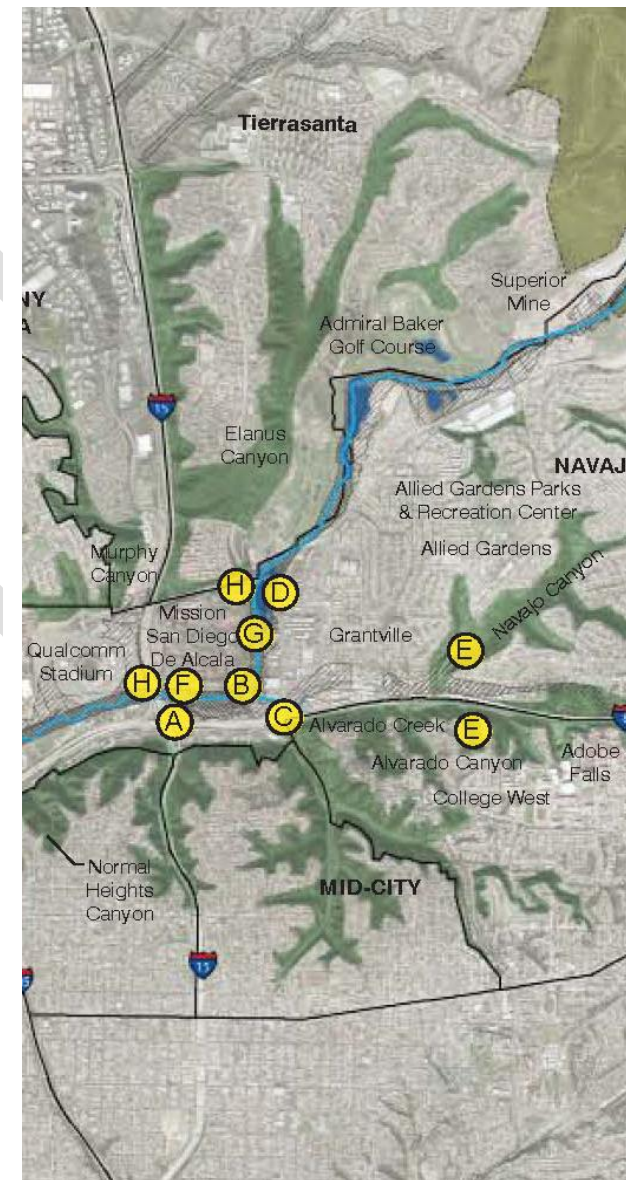 Tierrasanta
Superior
Mine
NY
A
Admiral Baker
Golf Course
15
Elanus
Canyon
NAVAJ
Allied Gardens Parks
& Recreation Center
Allied Gardens
Murphy
Canyon
Navajo Canyon
H
D
Mission
San Diego
De Alcala
G
Grantville
E
Qualcomm
Stadium
H
F
B
A
C
Alvarado Creek
E
Alvarado Canyon
Adobe
Falls
College West
Normal
Heights
Canyon
MID-CITY